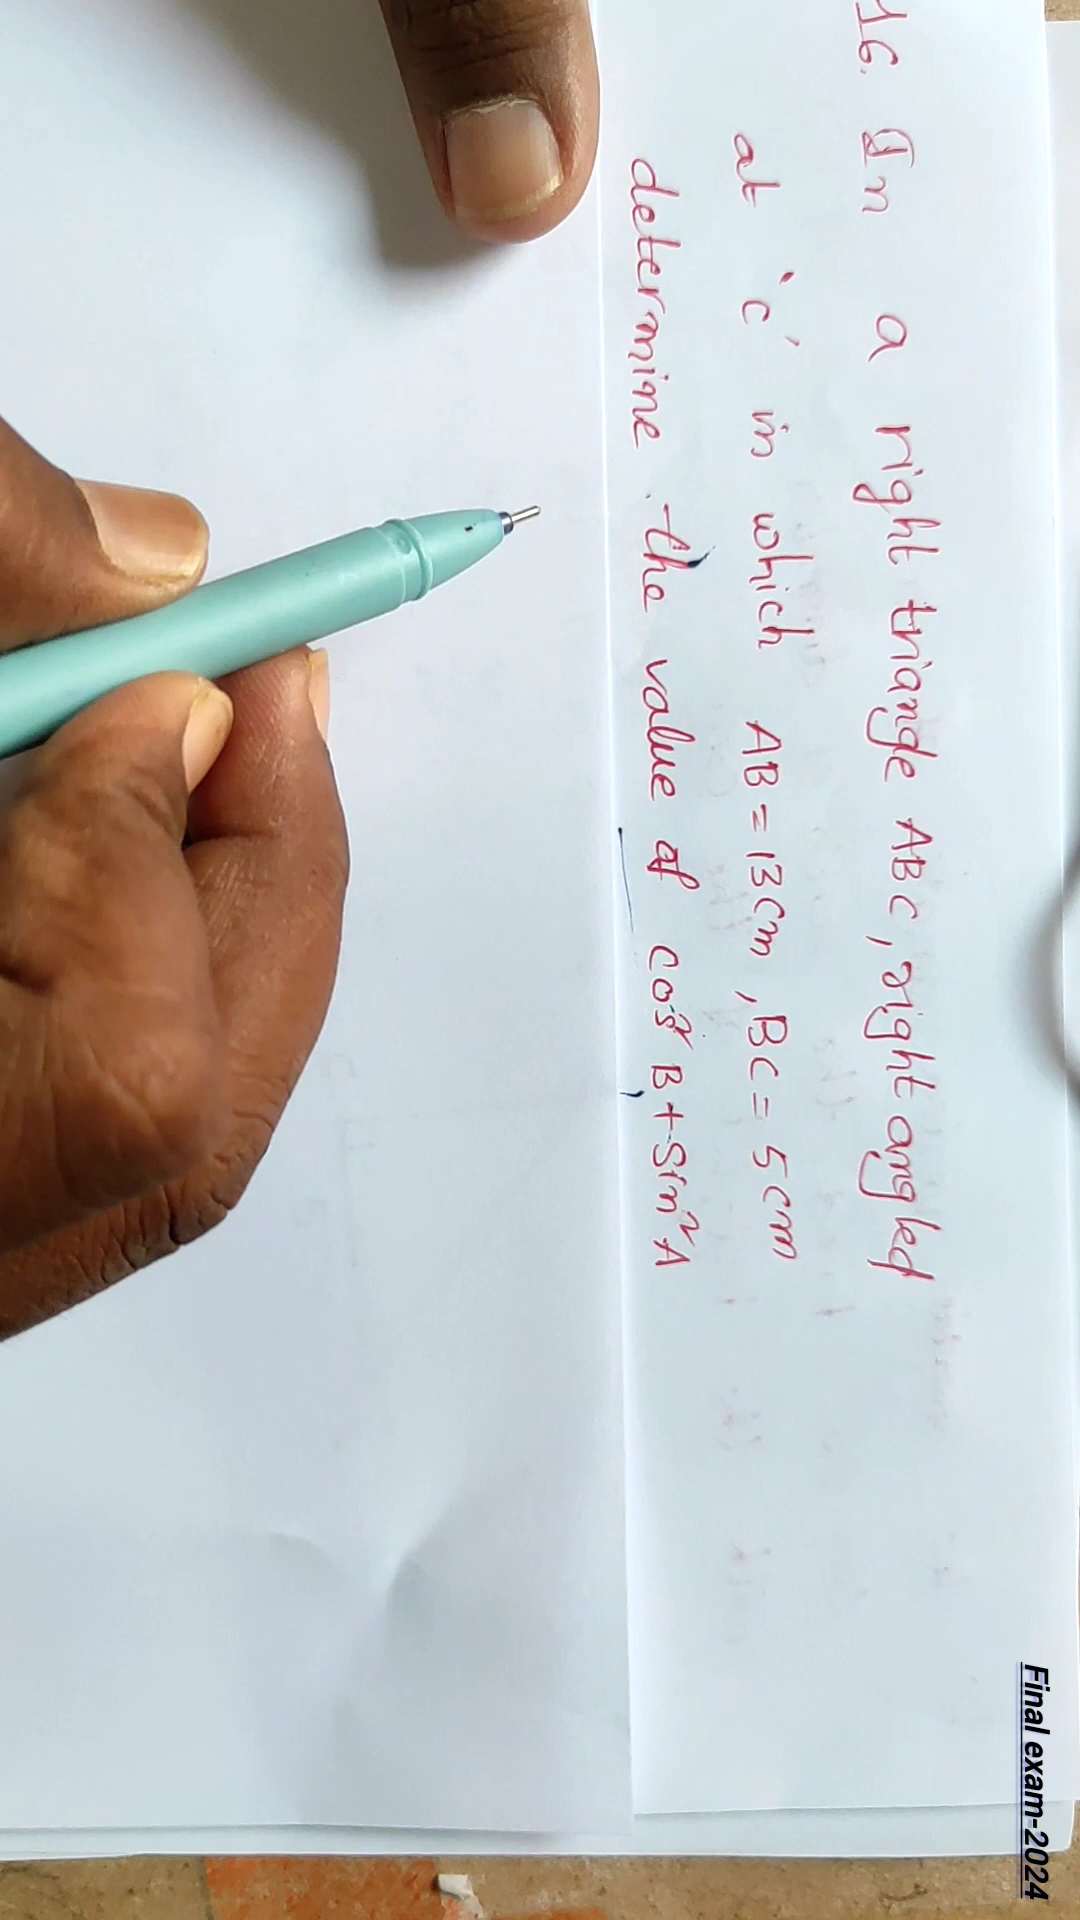 16. In a right triangle ABC, right angled
at 'c' in which AB = 13cm, BC = 5cm
determine the value of cos² B + Sin² A
Final exam-2024